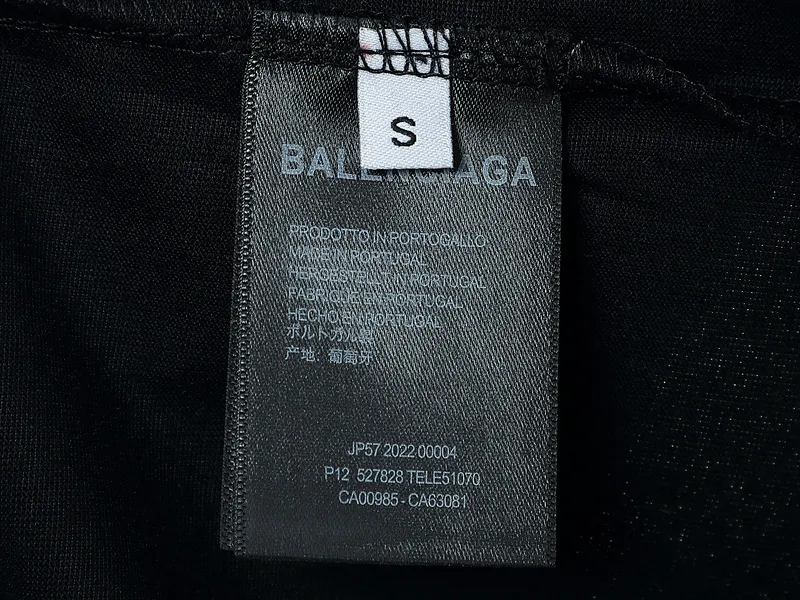 S
BALENCIAGA
PRODOTTO IN PORTOGALLO
MADE IN PORTUGAL
HERGESTELLT IN PORTUGAL
FABRIQUE EN PORTUGAL
HECHO EN PORTUGAL
ポルトガル製
产地: 葡萄牙
JP57 2022 00004
P12 527828 TELE51070
CA00985 - CA63081